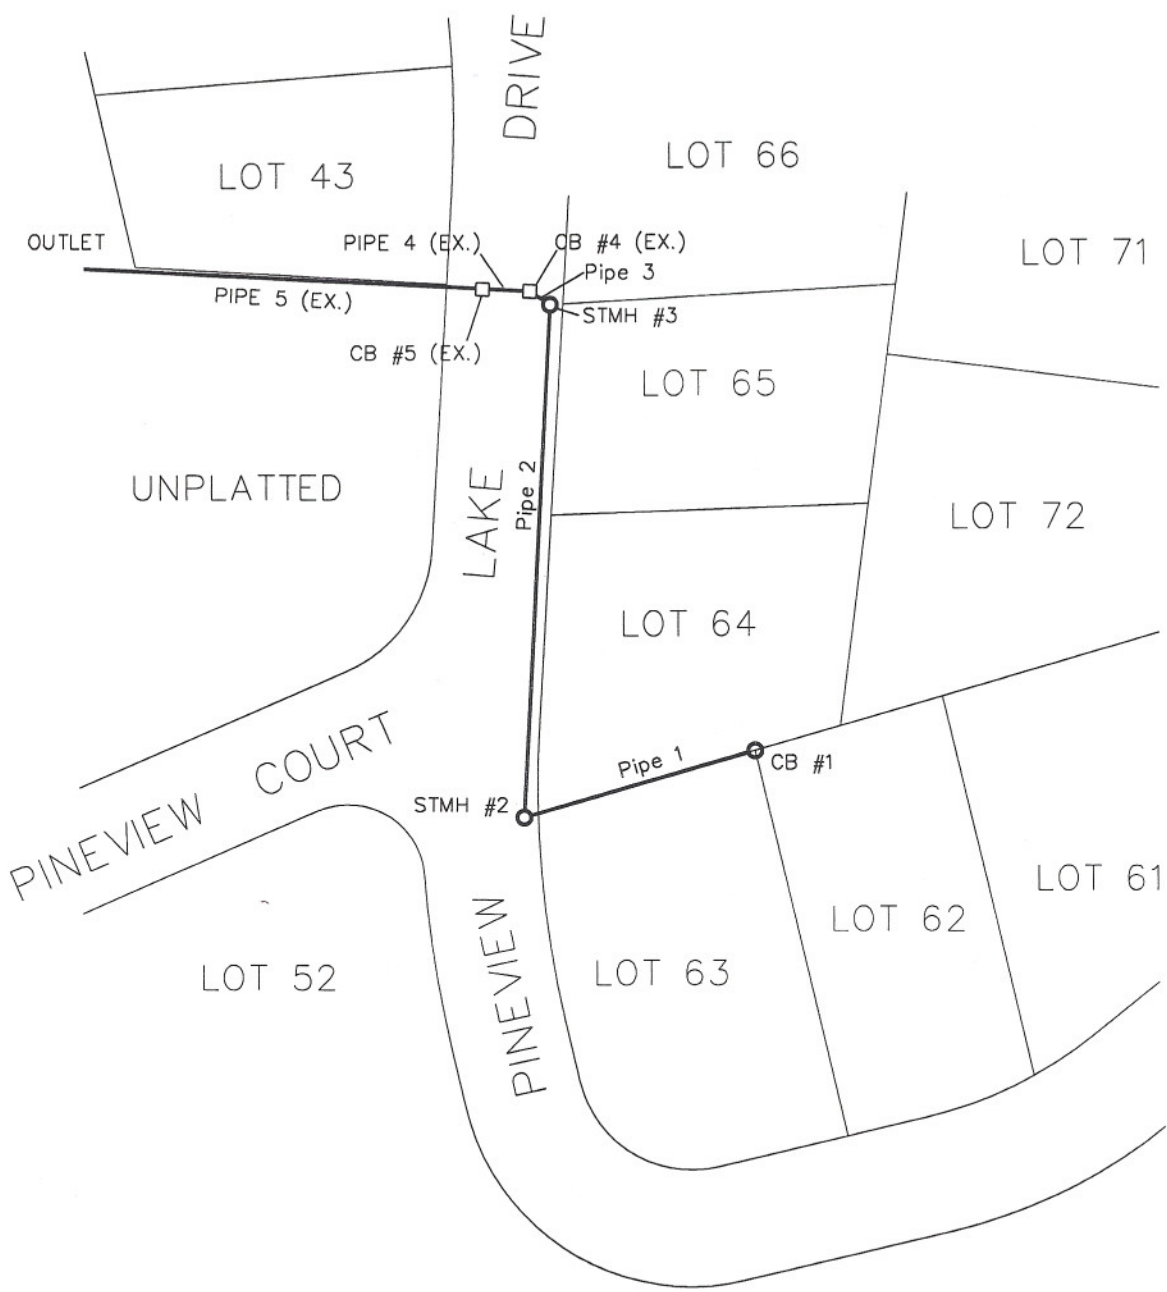 DRIVE
LOT 66
LOT 43
OUTLET
PIPE 4 (EX.)
CB #4 (EX.)
LOT 71
Pipe 3
PIPE 5 (EX.)
STMH #3
CB #5 (EX.)
LOT 65
UNPLATTED
LAKE
Pipe 2
LOT 72
LOT 64
PINEVIEW COURT
Pipe 1
CB #1
STMH #2
LOT 61
LOT 62
LOT 63
LOT 52
PINEVIEW